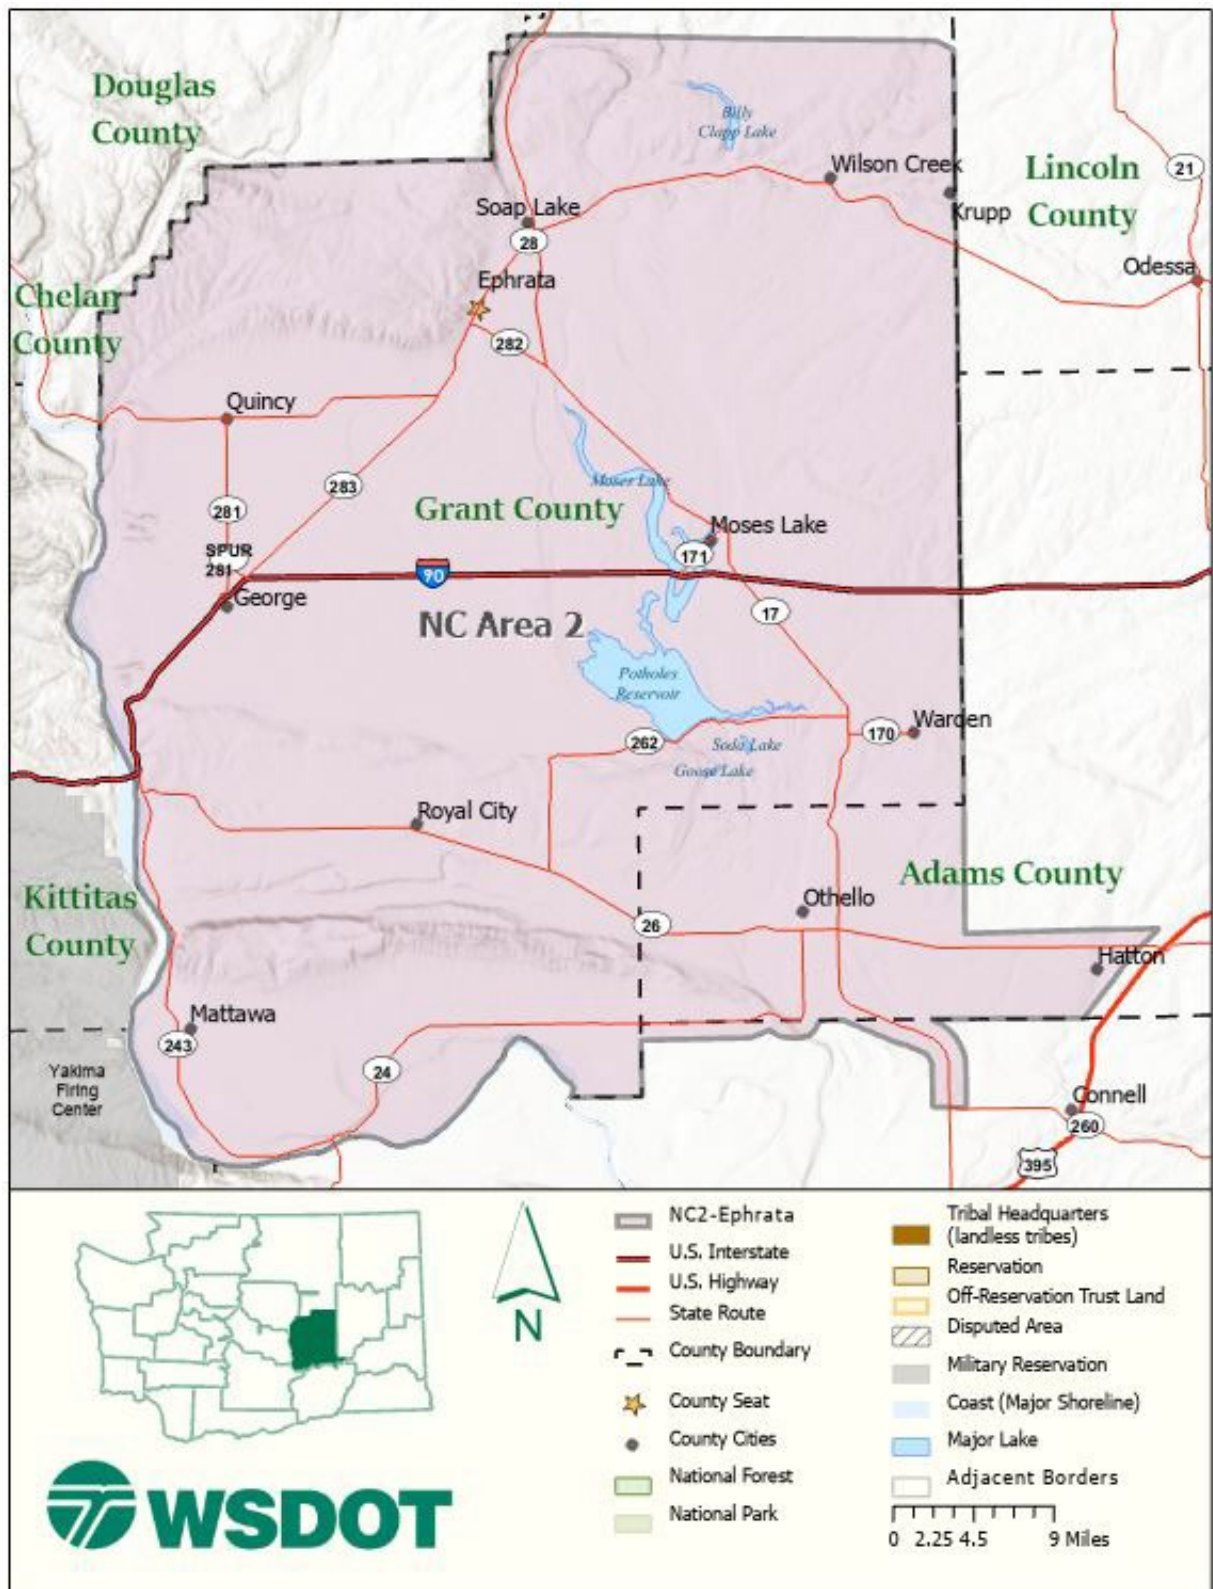 Douglas
County
Billy
Clapp Lake
Wilson Creek
Lincoln
County
21
Krupp
Soap Lake
28
Odessa
Ephrata
Chelan
County
282
Quincy
283
Moses Lake
281
Grant County
Moses Lake
SPUR
281
171
90
George
17
NC Area 2
Potholes
Reservoir
Warden
170
262
Soda Lake
Goose Lake
Royal City
Adams County
Kittitas
County
Othello
26
Hatton
Mattawa
243
24
Yakima
Firing
Center
Connell
260
395
N
WSDOT
NC2-Ephrata
U.S. Interstate
U.S. Highway
State Route
County Boundary
County Seat
County Cities
National Forest
National Park
Tribal Headquarters
(landless tribes)
Reservation
Off-Reservation Trust Land
Disputed Area
Military Reservation
Coast (Major Shoreline)
Major Lake
Adjacent Borders
0 2.25 4.5 9 Miles